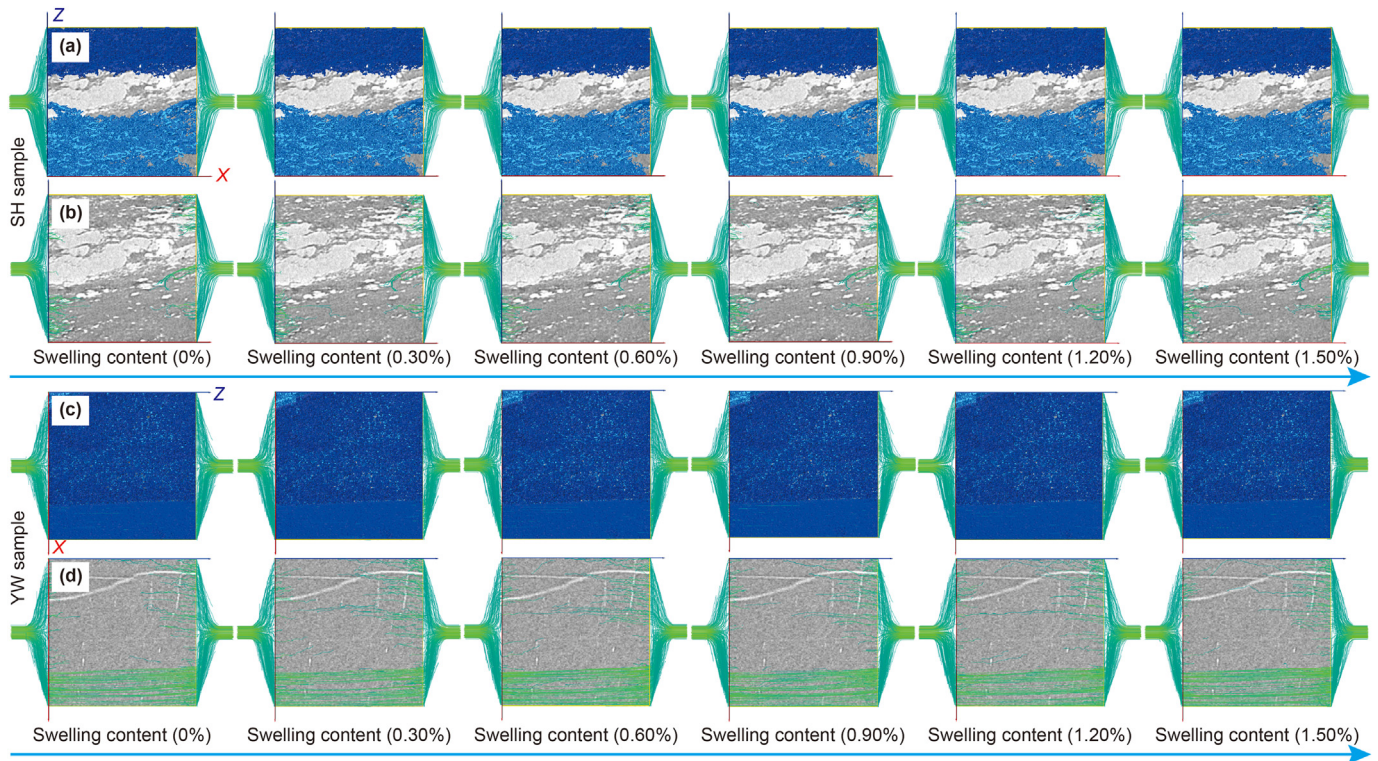 Z
(a)
SH sample
X
(b)
Swelling content (0%) Swelling content (0.30%) Swelling content (0.60%) Swelling content (0.90%) Swelling content (1.20%) Swelling content (1.50%)
Z
(c)
YW sample
X
(d)
Swelling content (0%) Swelling content (0.30%) Swelling content (0.60%) Swelling content (0.90%) Swelling content (1.20%) Swelling content (1.50%)